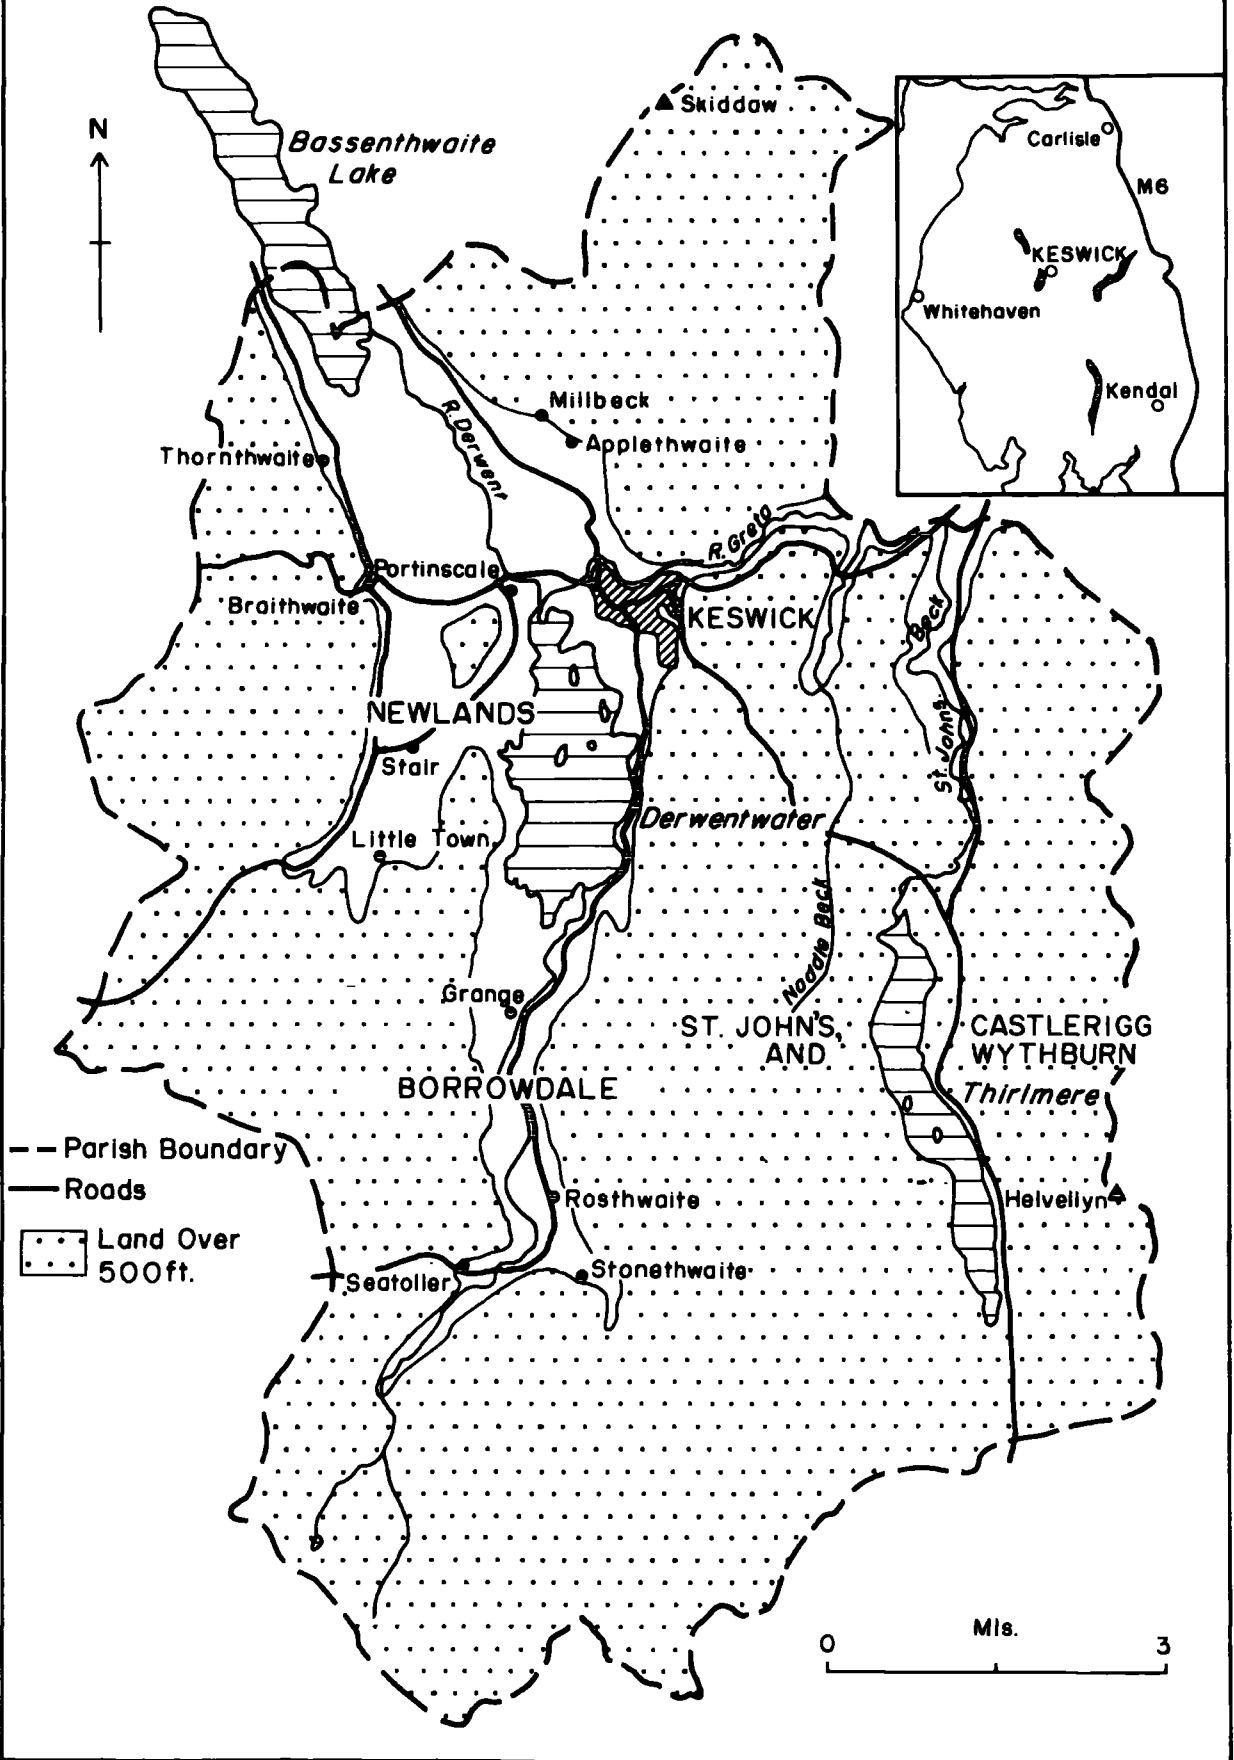 Skiddaw
N
Bassenthwaite
Lake
Carlisle
M6
KESWICK
Whitehaven
Kendal
Millbeck
R. Derwent
Applethwaite
Thornthwaite
R. Greta
Portinscale
Braithwaite
KESWICK
St. John's Beck
NEWLANDS
Stair
Derwentwater
Little Town
Naddle Beck
Grange
ST. JOHN'S, CASTLERIGG
AND WYTHBURN
BORROWDALE
Thirlmere
Parish Boundary
Roads
Rosthwaite
Helvellyn
Land Over
500ft.
Seatoller
Stonethwaite
Mls.
0 3